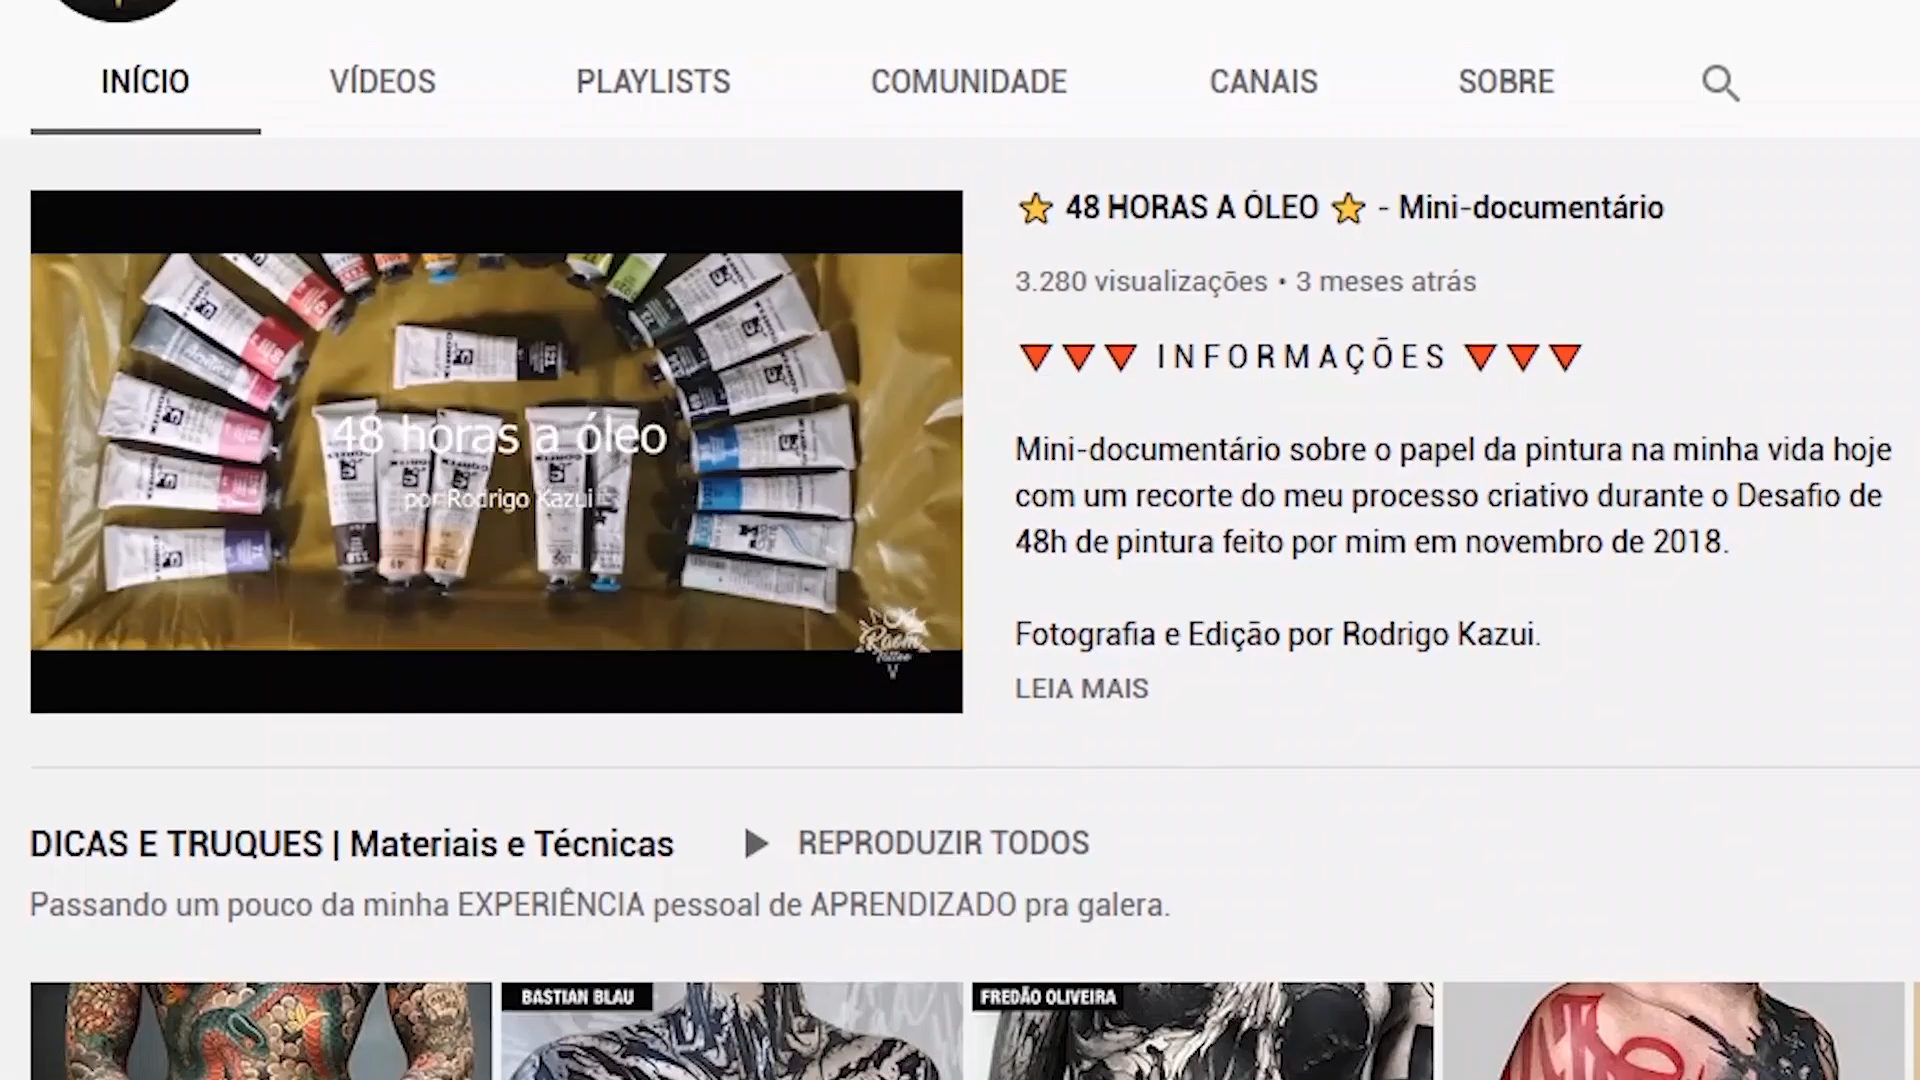 INÍCIO VÍDEOS PLAYLISTS COMUNIDADE CANAIS SOBRE
48 horas a óleo
por Rodrigo Kazui
⭐ 48 HORAS A ÓLEO ⭐ - Mini-documentário
3.280 visualizações • 3 meses atrás
🔻🔻🔻 I N F O R M A Ç Õ E S 🔻🔻🔻
Mini-documentário sobre o papel da pintura na minha vida hoje
com um recorte do meu processo criativo durante o Desafio de
48h de pintura feito por mim em novembro de 2018.
Fotografia e Edição por Rodrigo Kazui.
LEIA MAIS
DICAS E TRUQUES | Materiais e Técnicas ▶ REPRODUZIR TODOS
Passando um pouco da minha EXPERIÊNCIA pessoal de APRENDIZADO pra galera.
BASTIAN BLAU
FREDÃO OLIVEIRA